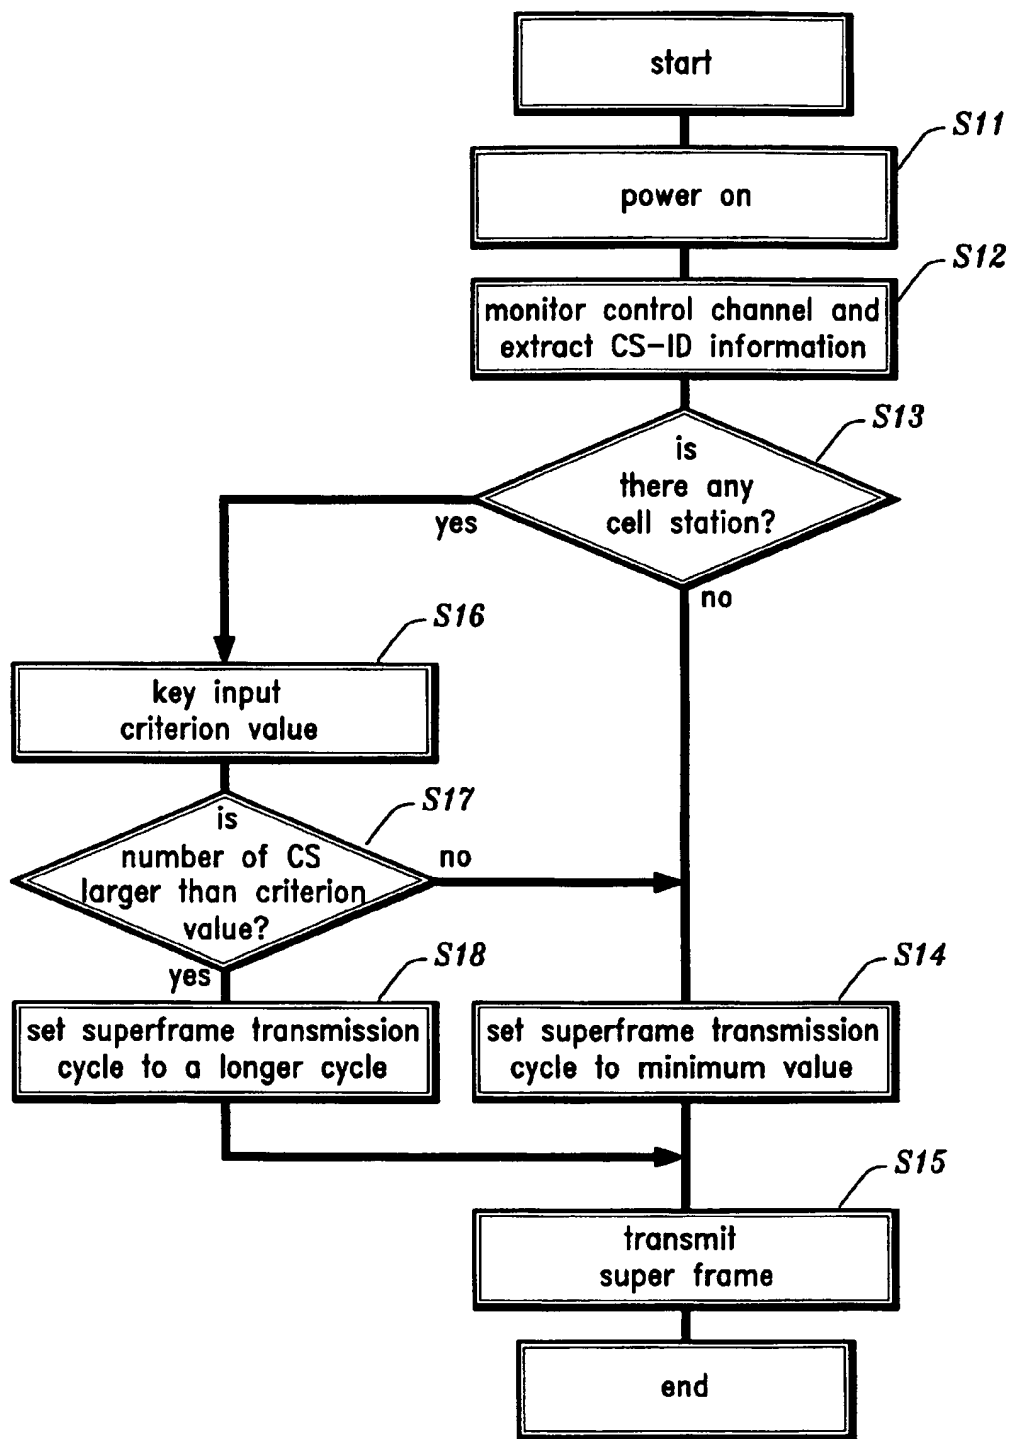 start
S11
power on
S12
monitor control channel and
extract CS-ID information
S13
is
there any
cell station?
yes
no
S16
key input
criterion value
S17
is
number of CS
larger than criterion
value?
no
yes
S18
set superframe transmission
cycle to a longer cycle
S14
set superframe transmission
cycle to minimum value
S15
transmit
super frame
end